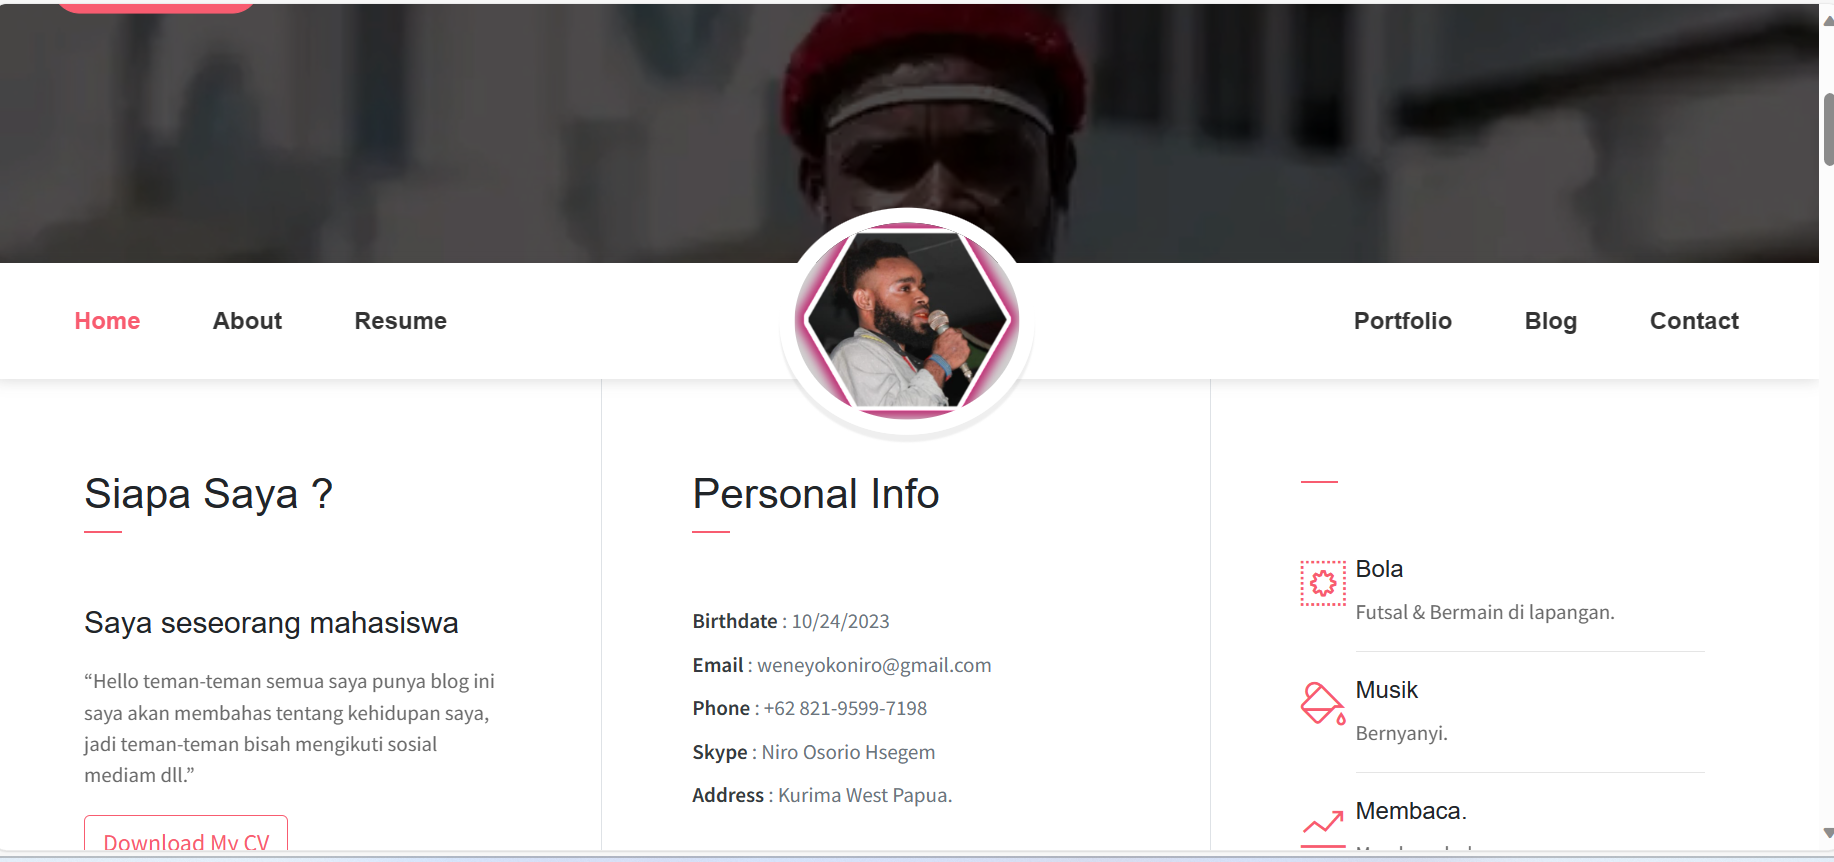 Home About Resume Portfolio Blog Contact
Siapa Saya ?
Saya seseorang mahasiswa
“Hello teman-teman semua saya punya blog ini
saya akan membahas tentang kehidupan saya,
jadi teman-teman bisah mengikuti sosial
mediam dll.”
Download My CV
Personal Info
Birthdate : 10/24/2023
Email : weneyokoniro@gmail.com
Phone : +62 821-9599-7198
Skype : Niro Osorio Hsegem
Address : Kurima West Papua.
Bola
Futsal & Bermain di lapangan.
Musik
Bernyanyi.
Membaca.